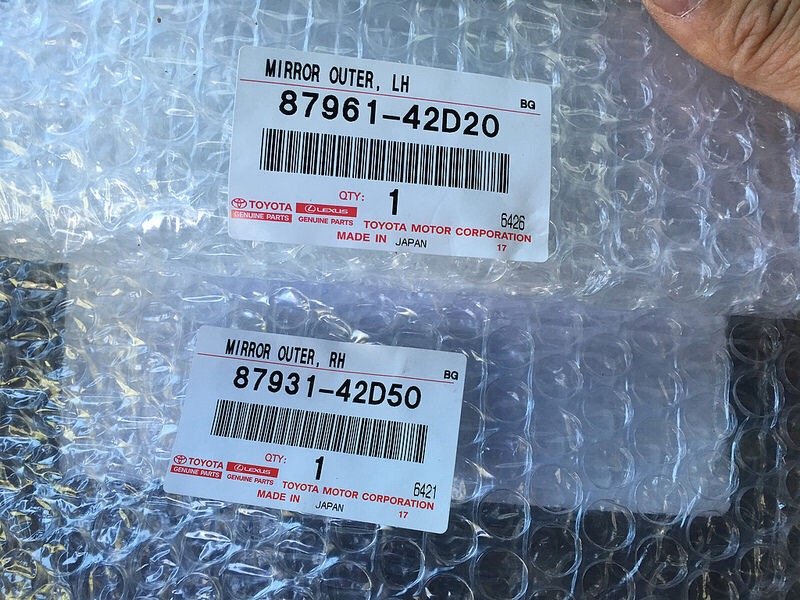 MIRROR OUTER, LH
BG
87961-42D20
QTY: 1
TOYOTA LEXUS 6426
GENUINE PARTS GENUINE PARTS TOYOTA MOTOR CORPORATION
MADE IN JAPAN 17
MIRROR OUTER, RH
BG
87931-42D50
QTY: 1
TOYOTA LEXUS 6421
GENUINE PARTS GENUINE PARTS TOYOTA MOTOR CORPORATION
MADE IN JAPAN 17